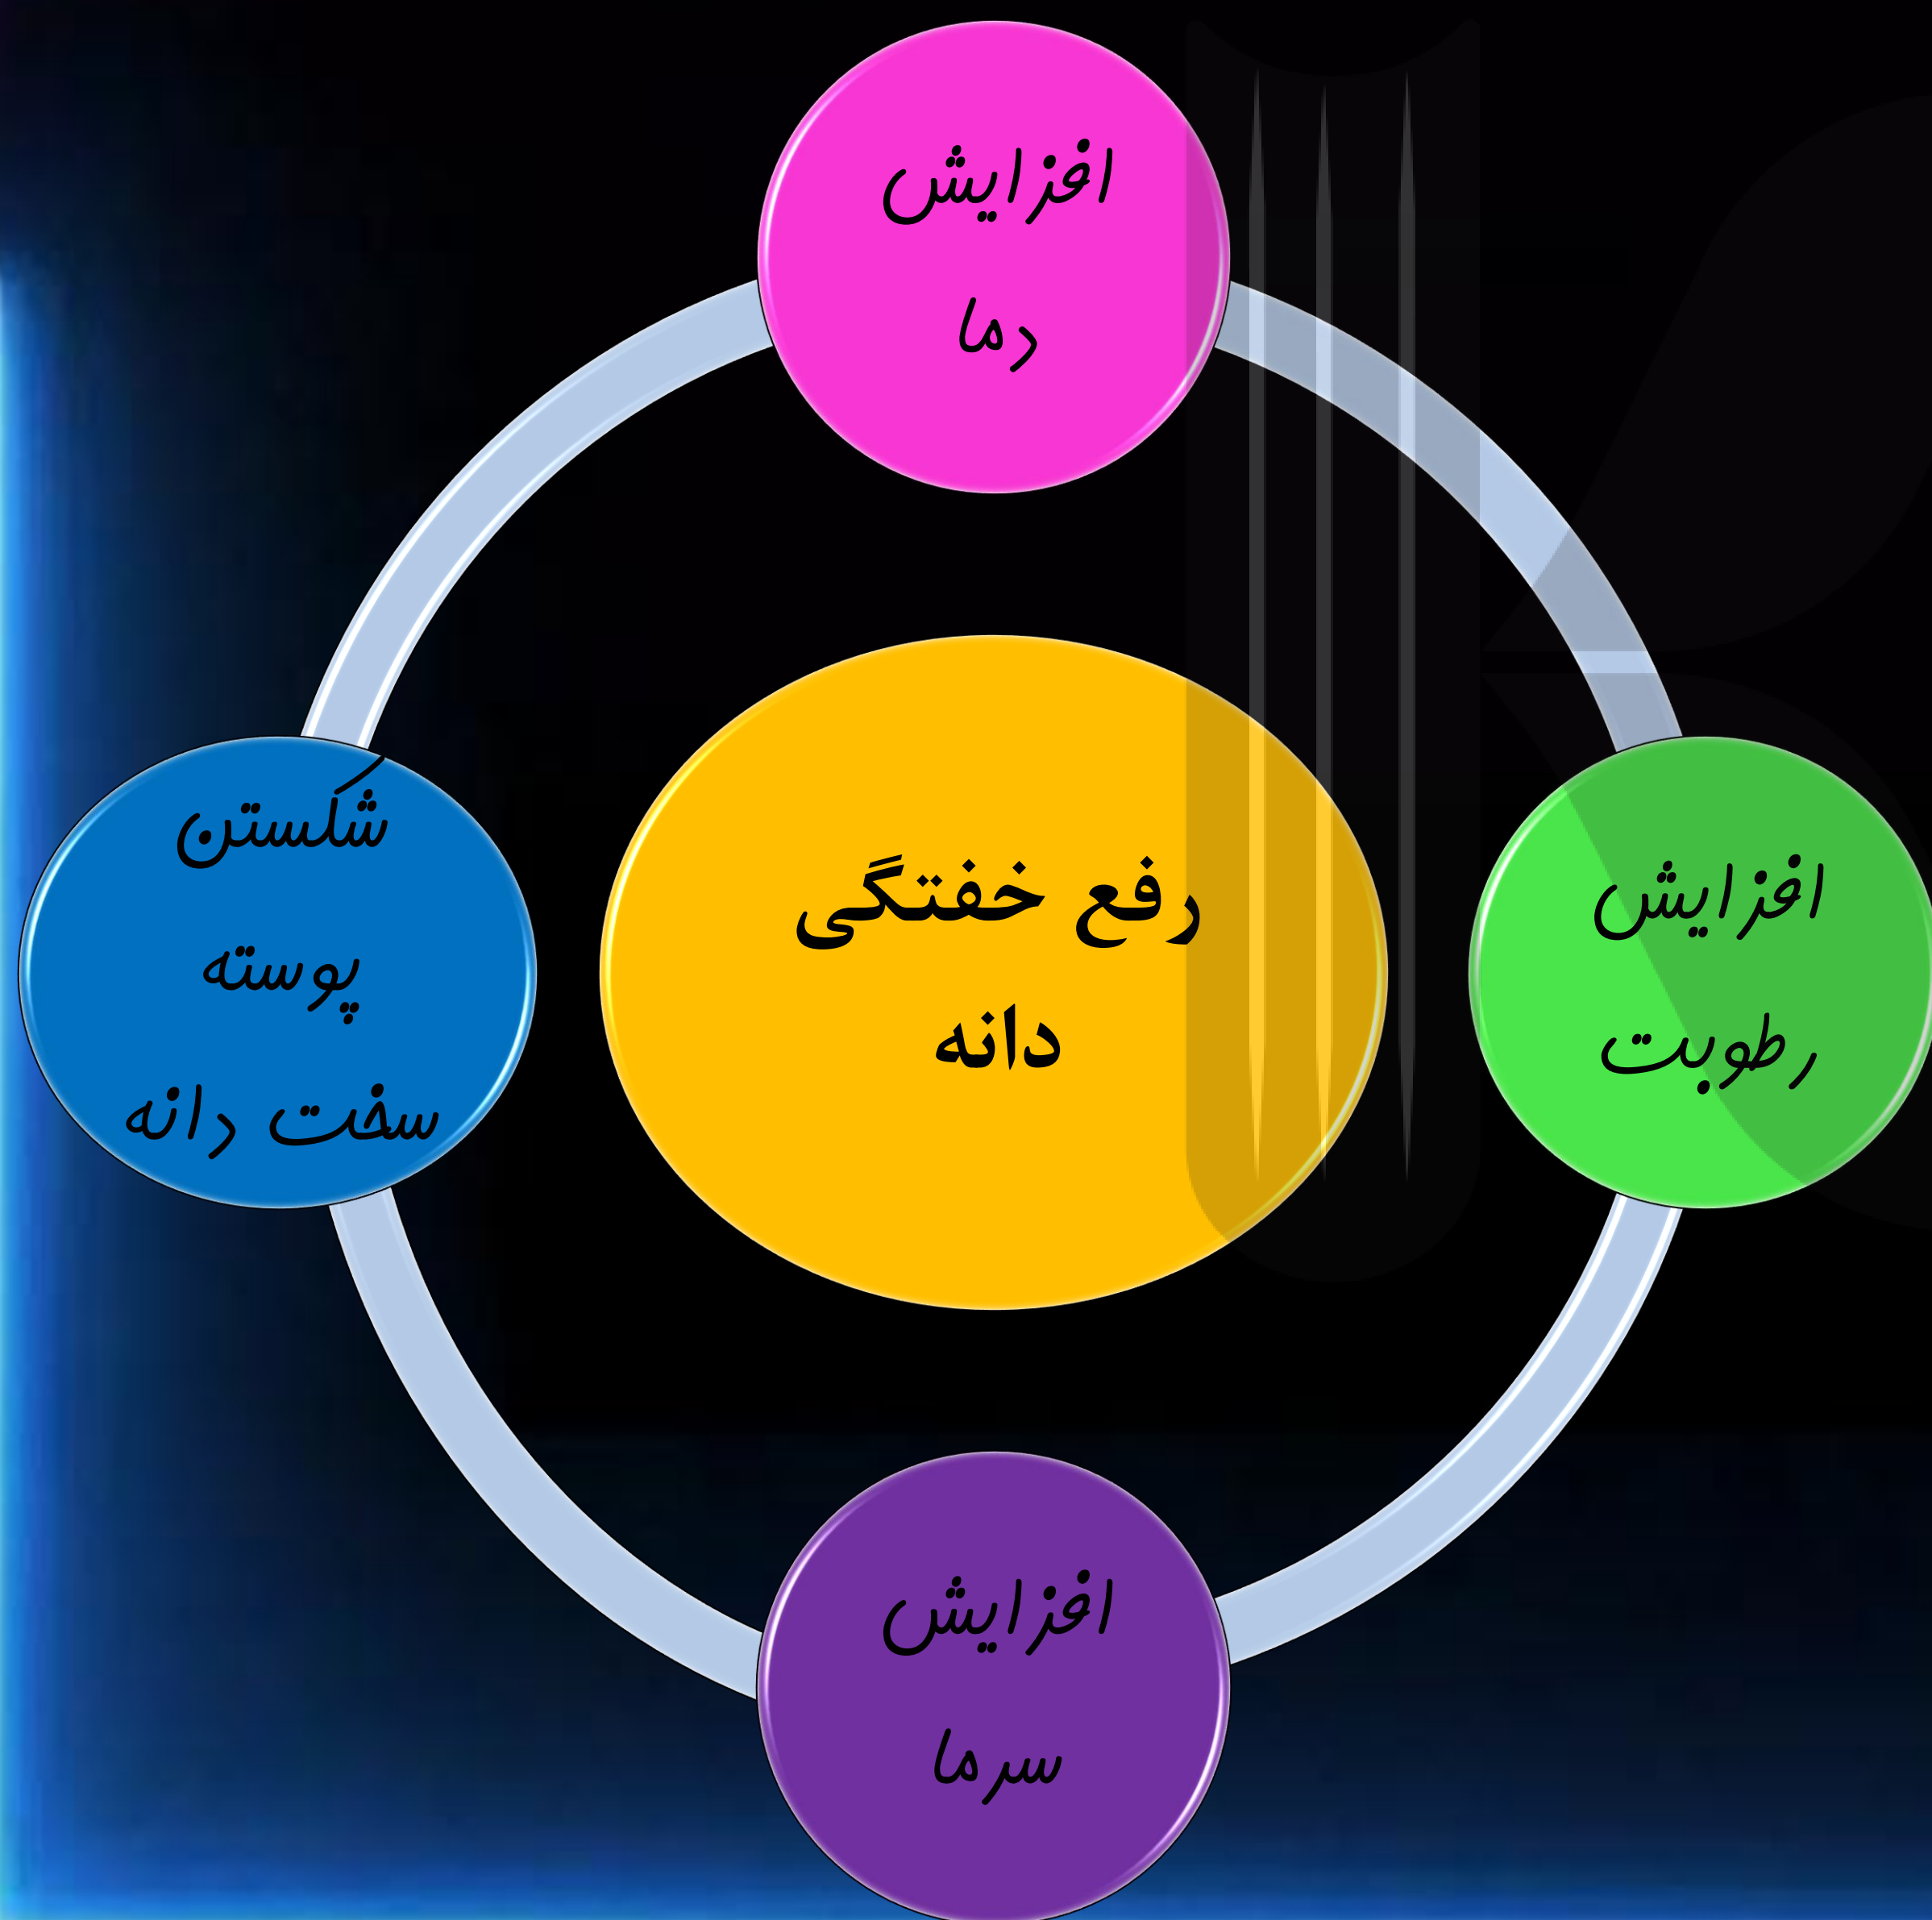 افزایش
دما
رفع خفتگی
دانه
افزایش
رطوبت
افزایش
سرما
شکستن
پوسته
سخت دانه